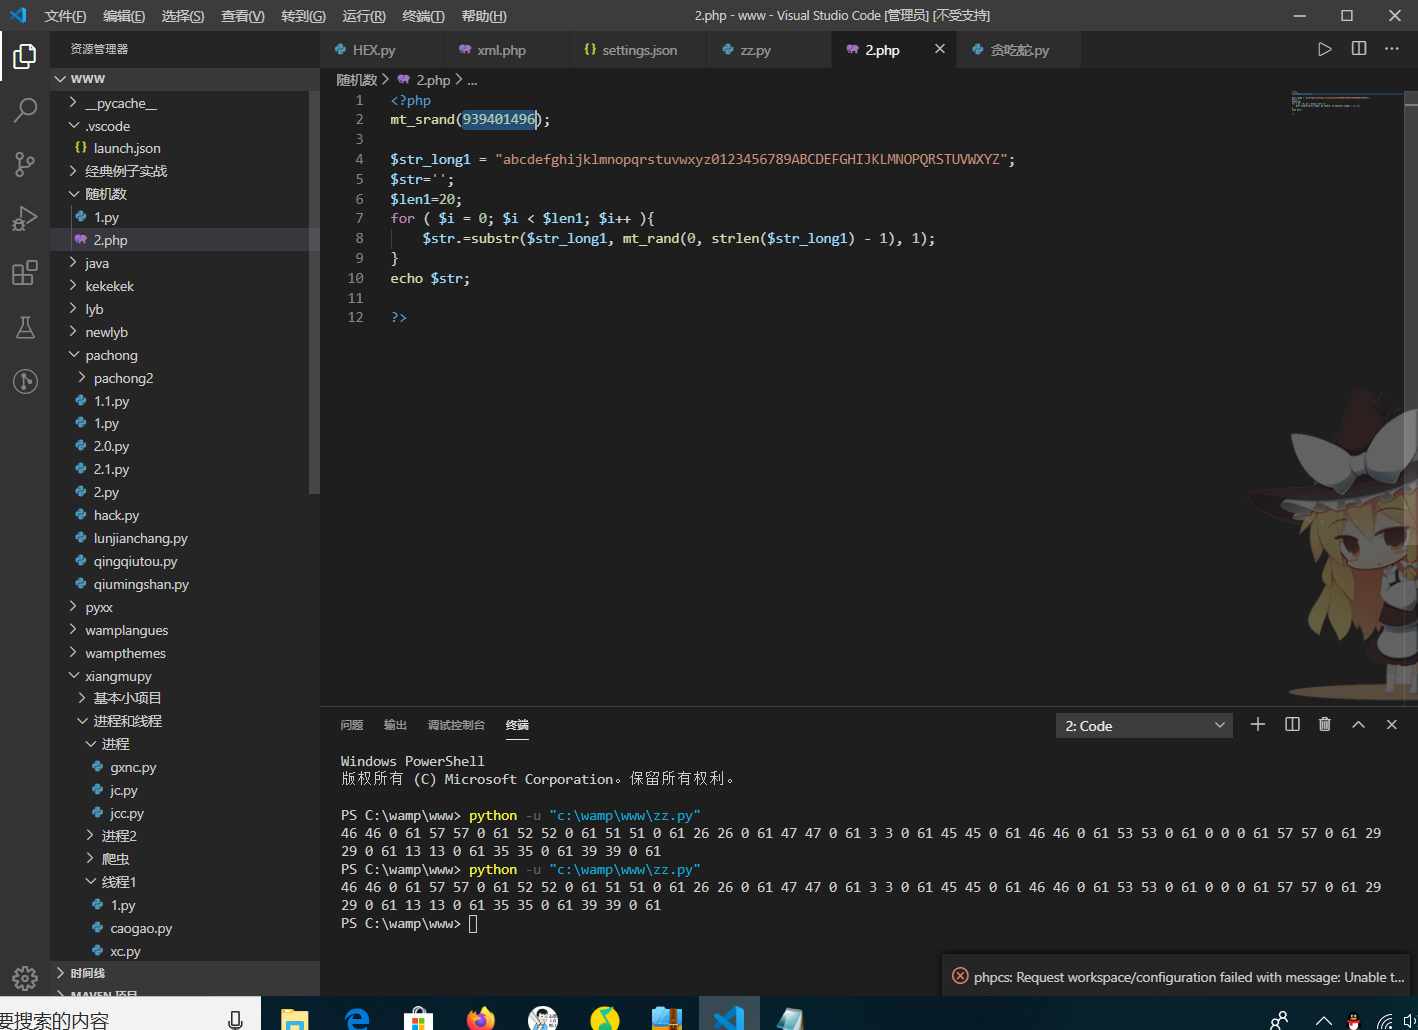 文件(F) 编辑(E) 选择(S) 查看(V) 转到(G) 运行(R) 终端(T) 帮助(H) 2.php - www - Visual Studio Code [管理员] [不受支持]
资源管理器
HEX.py xml.php settings.json zz.py 2.php 贪吃蛇.py
WWW
__pycache__
.vscode
launch.json
经典例子实战
随机数
1.py
2.php
java
kekekek
lyb
newlyb
pachong
pachong2
1.1.py
1.py
2.0.py
2.1.py
2.py
hack.py
lunjianchang.py
qingqiutou.py
qiumingshan.py
pyxx
wamplangues
wampthemes
xiangmupy
基本小项目
进程和线程
进程
gxnc.py
jc.py
jcc.py
进程2
爬虫
线程1
1.py
caogao.py
xc.py
时间线
MAVEN 项目
随机数 > 2.php > ...
1 <?php
2 mt_srand(939401496);
3
4 $str_long1 = "abcdefghijklmnopqrstuvwxyz0123456789ABCDEFGHIJKLMNOPQRSTUVWXYZ";
5 $str='';
6 $len1=20;
7 for ( $i = 0; $i < $len1; $i++ ){
8 $str.=substr($str_long1, mt_rand(0, strlen($str_long1) - 1), 1);
9 }
10 echo $str;
11
12 ?>
问题 输出 调试控制台 终端 2: Code
Windows PowerShell
版权所有 (C) Microsoft Corporation。保留所有权利。
PS C:\wamp\www> python -u "c:\wamp\www\zz.py"
46 46 0 61 57 57 0 61 52 52 0 61 51 51 0 61 26 26 0 61 47 47 0 61 3 3 0 61 45 45 0 61 46 46 0 61 53 53 0 61 0 0 0 61 57 57 0 61 29
29 0 61 13 13 0 61 35 35 0 61 39 39 0 61
PS C:\wamp\www> python -u "c:\wamp\www\zz.py"
46 46 0 61 57 57 0 61 52 52 0 61 51 51 0 61 26 26 0 61 47 47 0 61 3 3 0 61 45 45 0 61 46 46 0 61 53 53 0 61 0 0 0 61 57 57 0 61 29
29 0 61 13 13 0 61 35 35 0 61 39 39 0 61
PS C:\wamp\www>
phpcs: Request workspace/configuration failed with message: Unable t...
要搜索的内容